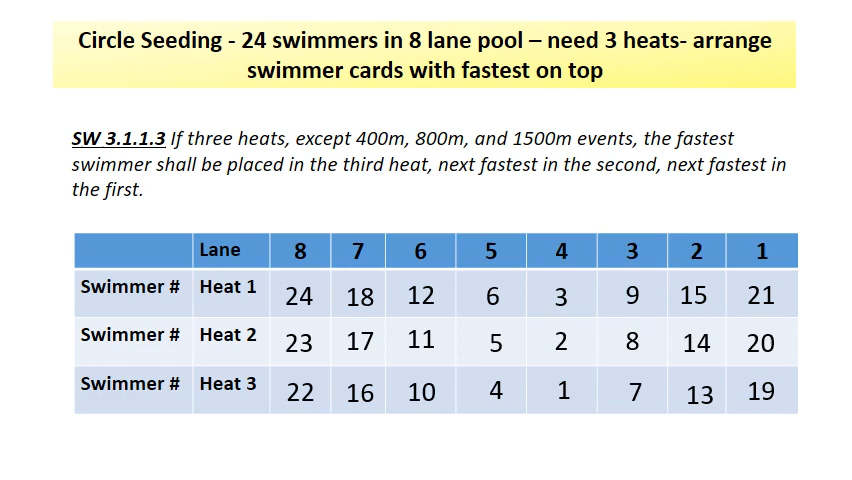 Circle Seeding - 24 swimmers in 8 lane pool – need 3 heats- arrange
swimmer cards with fastest on top
SW 3.1.1.3 If three heats, except 400m, 800m, and 1500m events, the fastest
swimmer shall be placed in the third heat, next fastest in the second, next fastest in
the first.
Lane 8 7 6 5 4 3 2 1
Swimmer # Heat 1 24 18 12 6 3 9 15 21
Swimmer # Heat 2 23 17 11 5 2 8 14 20
Swimmer # Heat 3 22 16 10 4 1 7 13 19